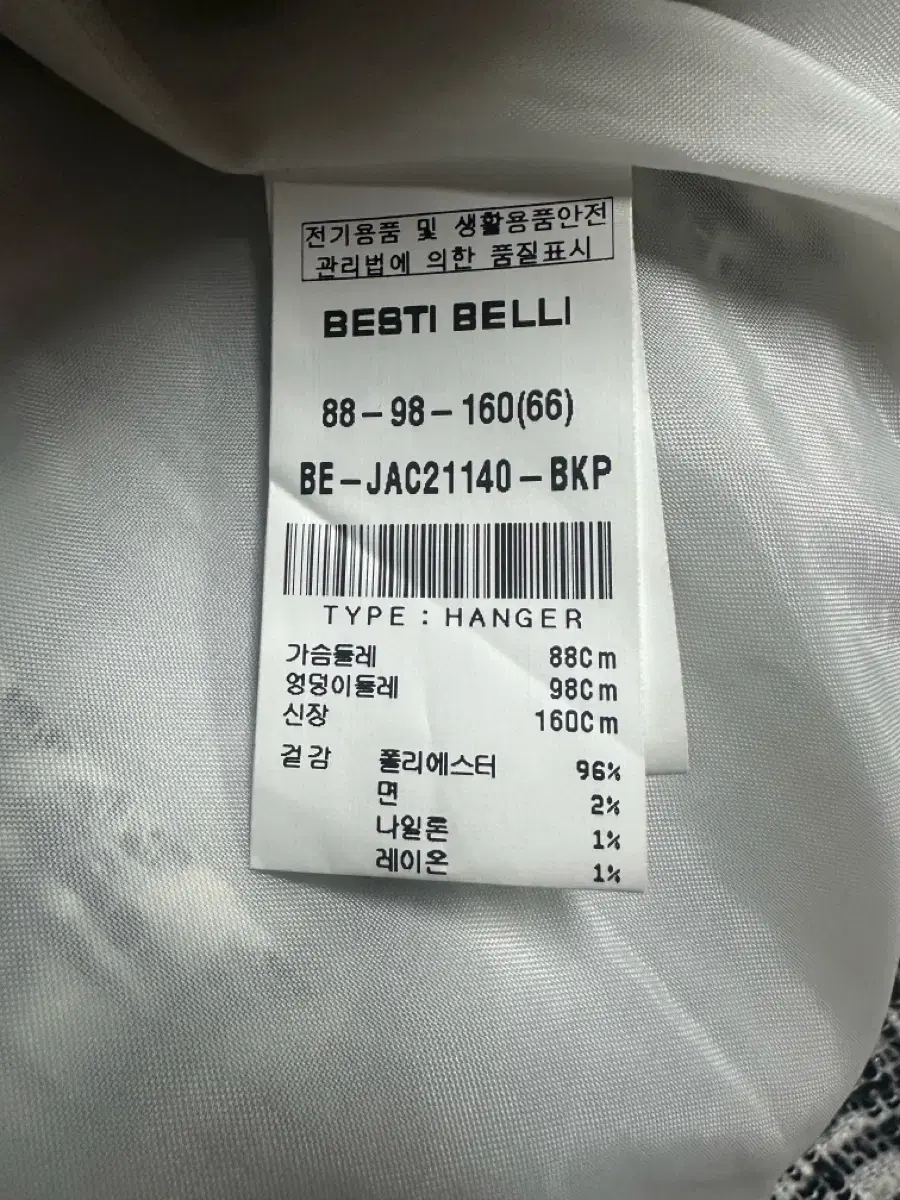 전기용품 및 생활용품안전
관리법에 의한 품질표시
BESTI BELLI
88-98-160(66)
BE-JAC21140-BKP
TYPE : HANGER
가슴둘레 88Cm
엉덩이둘레 98Cm
신장 160Cm
겉감 폴리에스터 96%
면 2%
나일론 1%
레이온 1%